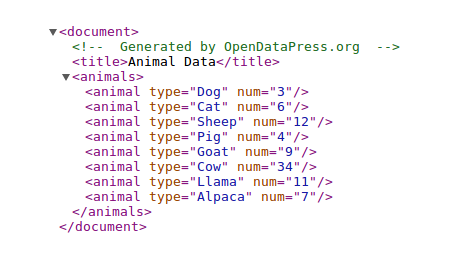 <document>
<!--  Generated by OpenDataPress.org  -->
<title>Animal Data</title>
<animals>
<animal type="Dog" num="3"/>
<animal type="Cat" num="6"/>
<animal type="Sheep" num="12"/>
<animal type="Pig" num="4"/>
<animal type="Goat" num="9"/>
<animal type="Cow" num="34"/>
<animal type="Llama" num="11"/>
<animal type="Alpaca" num="7"/>
</animals>
</document>